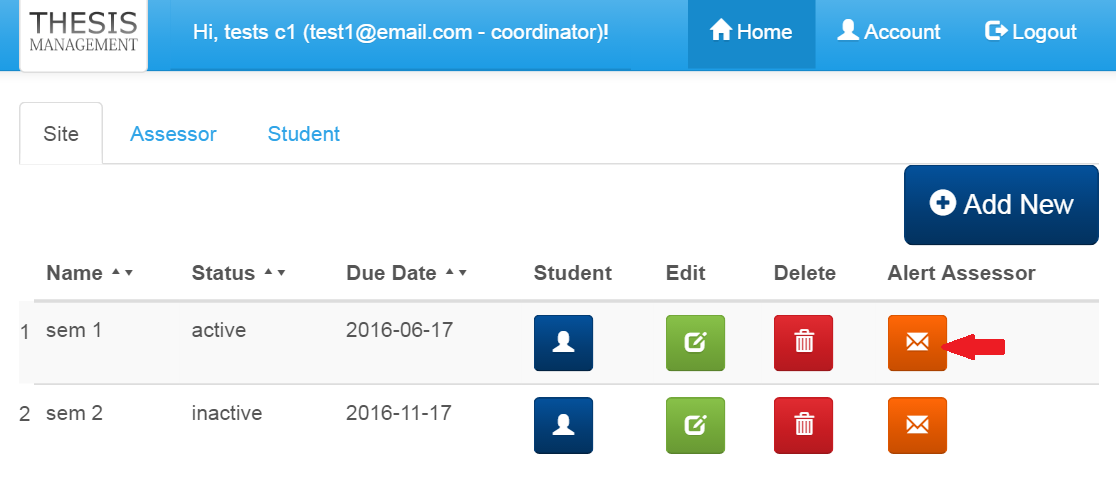 THESIS
MANAGEMENT
Hi, tests c1 (test1@email.com - coordinator)!
Home
Account
Logout
Site
Assessor
Student
Add New
Name
Status
Due Date
Student
Edit
Delete
Alert Assessor
1
sem 1
active
2016-06-17
2
sem 2
inactive
2016-11-17